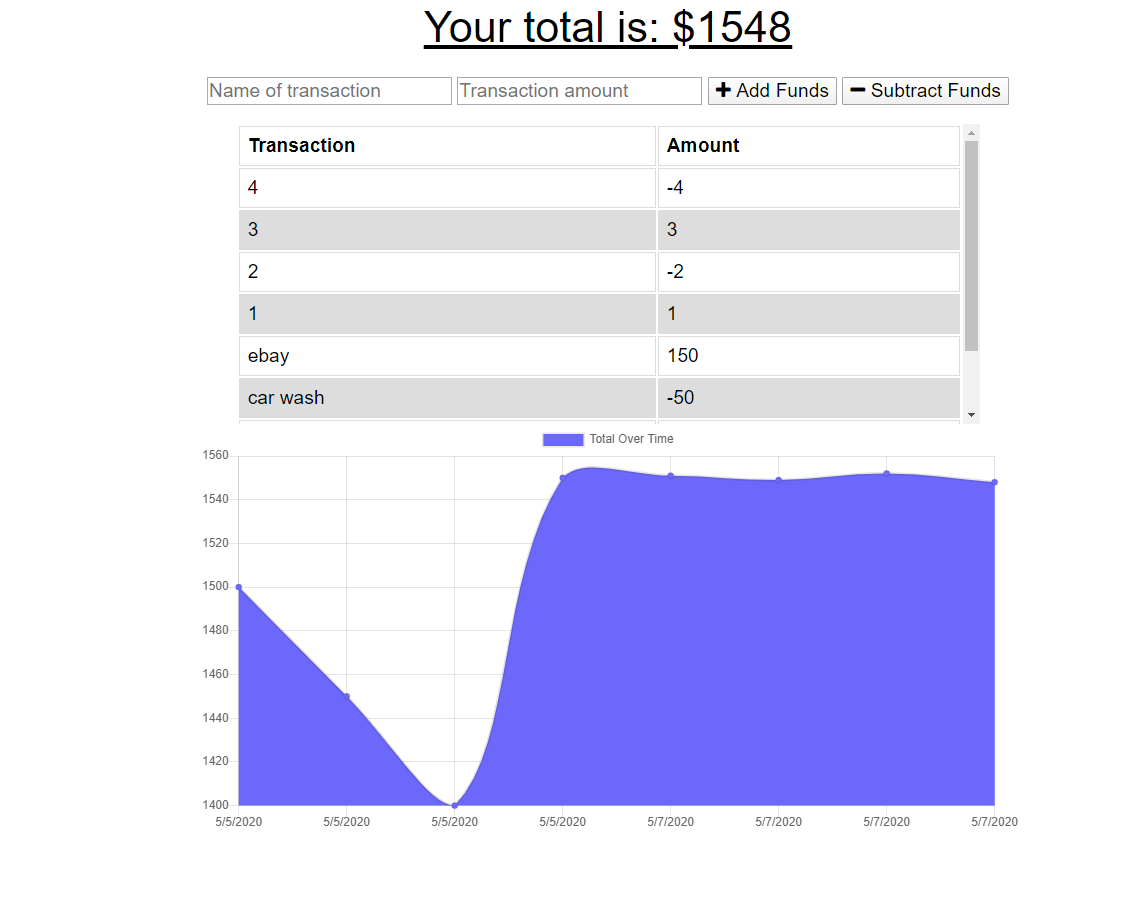 Your total is: $1548
Name of transaction Transaction amount + Add Funds − Subtract Funds
Transaction Amount
4 -4
3 3
2 -2
1 1
ebay 150
car wash -50
Total Over Time
1560
1540
1520
1500
1480
1460
1440
1420
1400
5/5/2020 5/5/2020 5/5/2020 5/5/2020 5/7/2020 5/7/2020 5/7/2020 5/7/2020